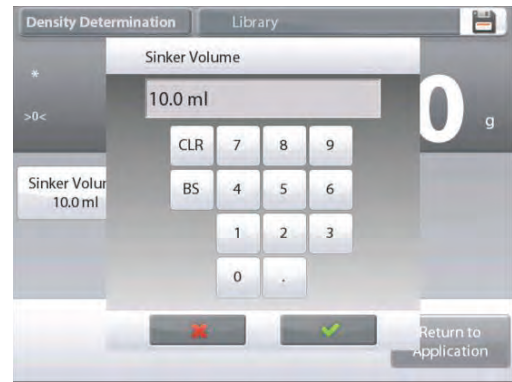 Density Determination Library
Sinker Volume
10.0 ml
*
0
>0<
g
CLR 7 8 9
BS 4 5 6
1 2 3
0 .
Sinker Volur
10.0 ml
Return to
Application